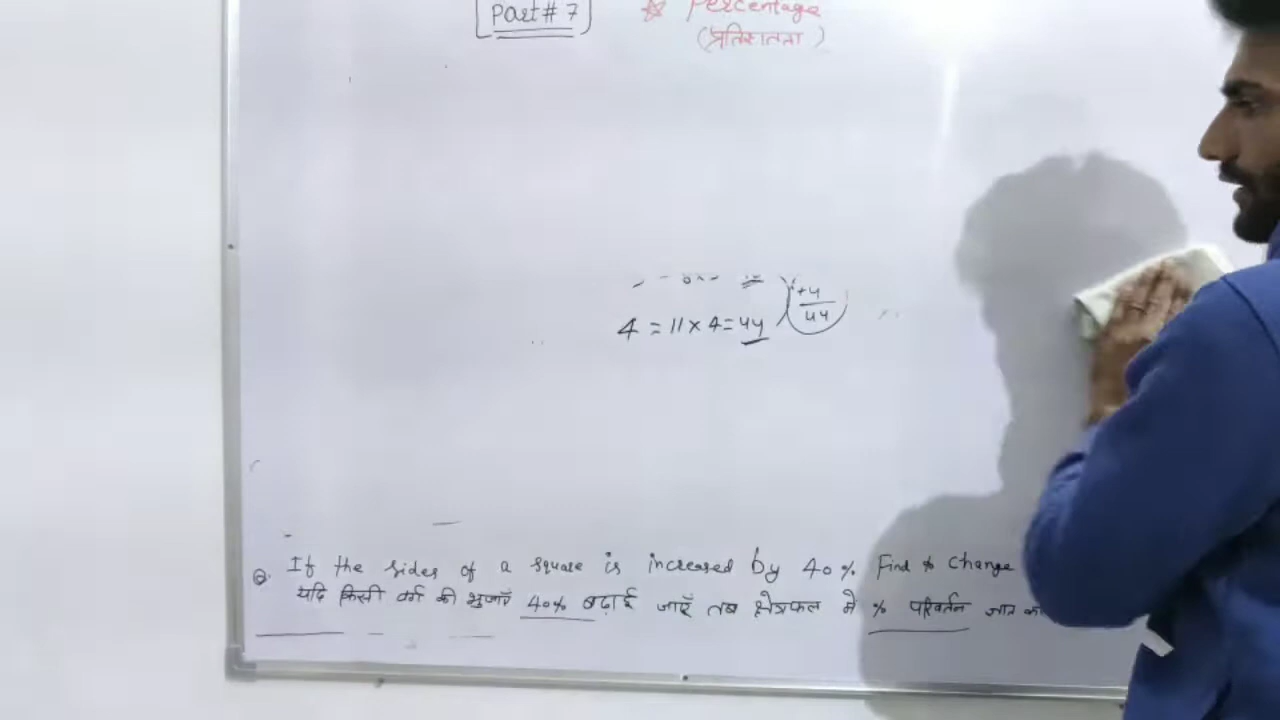 Part# 7
Percentage
(प्रतिशतता)
+4
44
4 = 11 x 4 = 44
Q. If the sides of a square is increased by 40% Find % change
यदि किसी वर्ग की भुजाएँ 40% बढ़ाई जाएँ तब क्षेत्रफल में % परिवर्तन ज्ञात